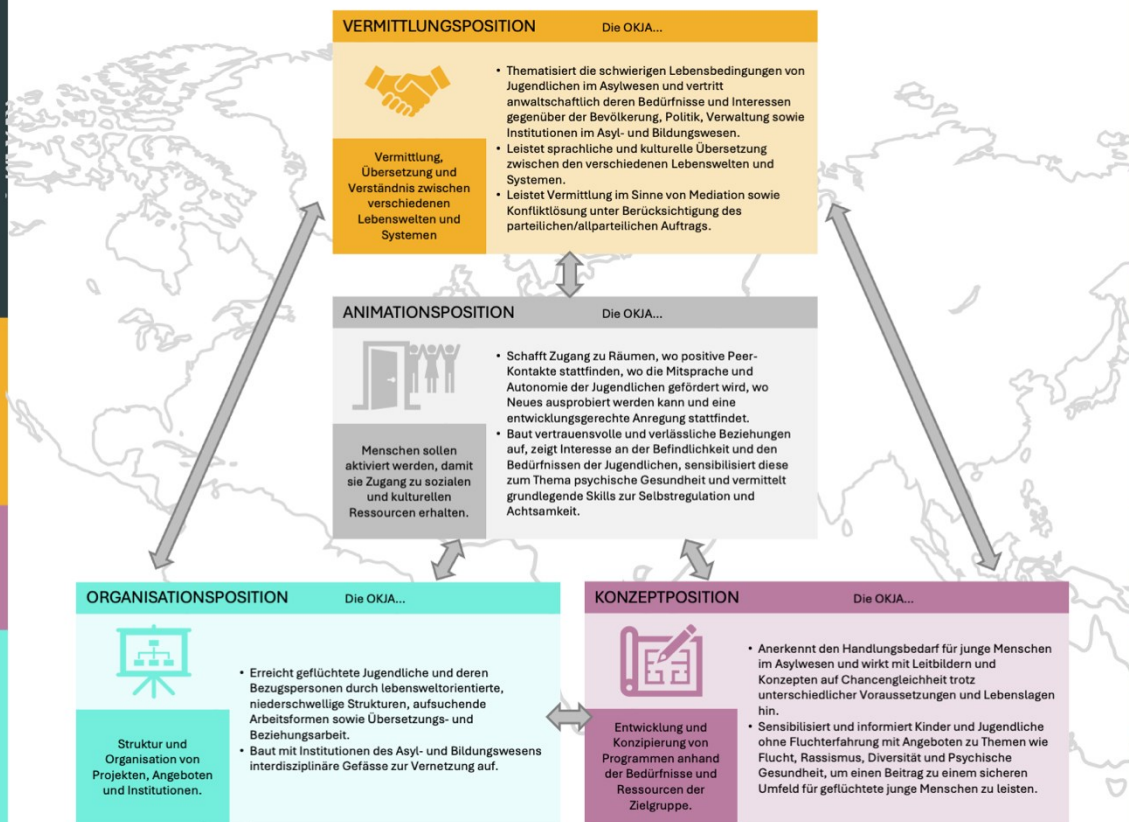 VERMITTLUNGSPOSITION Die OKJA...
Vermittlung,
Übersetzung und
Verständnis zwischen
verschiedenen
Lebenswelten und
Systemen
• Thematisiert die schwierigen Lebensbedingungen von
Jugendlichen im Asylwesen und vertritt
anwaltschaftlich deren Bedürfnisse und Interessen
gegenüber der Bevölkerung, Politik, Verwaltung sowie
Institutionen im Asyl- und Bildungswesen.
• Leistet sprachliche und kulturelle Übersetzung
zwischen den verschiedenen Lebenswelten und
Systemen.
• Leistet Vermittlung im Sinne von Mediation sowie
Konfliktlösung unter Berücksichtigung des
parteilichen/allparteilichen Auftrags.
ANIMATIONSPOSITION Die OKJA...
Menschen sollen
aktiviert werden, damit
sie Zugang zu sozialen
und kulturellen
Ressourcen erhalten.
• Schafft Zugang zu Räumen, wo positive Peer-
Kontakte stattfinden, wo die Mitsprache und
Autonomie der Jugendlichen gefördert wird, wo
Neues ausprobiert werden kann und eine
entwicklungsgerechte Anregung stattfindet.
• Baut vertrauensvolle und verlässliche Beziehungen
auf, zeigt Interesse an der Befindlichkeit und den
Bedürfnissen der Jugendlichen, sensibilisiert diese
zum Thema psychische Gesundheit und vermittelt
grundlegende Skills zur Selbstregulation und
Achtsamkeit.
ORGANISATIONSPOSITION Die OKJA...
Struktur und
Organisation von
Projekten, Angeboten
und Institutionen.
• Erreicht geflüchtete Jugendliche und deren
Bezugspersonen durch lebensweltorientierte,
niederschwellige Strukturen, aufsuchende
Arbeitsformen sowie Übersetzungs- und
Beziehungsarbeit.
• Baut mit Institutionen des Asyl- und Bildungswesens
interdisziplinäre Gefässe zur Vernetzung auf.
KONZEPTPOSITION Die OKJA...
Entwicklung und
Konzipierung von
Programmen anhand
der Bedürfnisse und
Ressourcen der
Zielgruppe.
• Anerkennt den Handlungsbedarf für junge Menschen
im Asylwesen und wirkt mit Leitbildern und
Konzepten auf Chancengleichheit trotz
unterschiedlicher Voraussetzungen und Lebenslagen
hin.
• Sensibilisiert und informiert Kinder und Jugendliche
ohne Fluchterfahrung mit Angeboten zu Themen wie
Flucht, Rassismus, Diversität und Psychische
Gesundheit, um einen Beitrag zu einem sicheren
Umfeld für geflüchtete junge Menschen zu leisten.